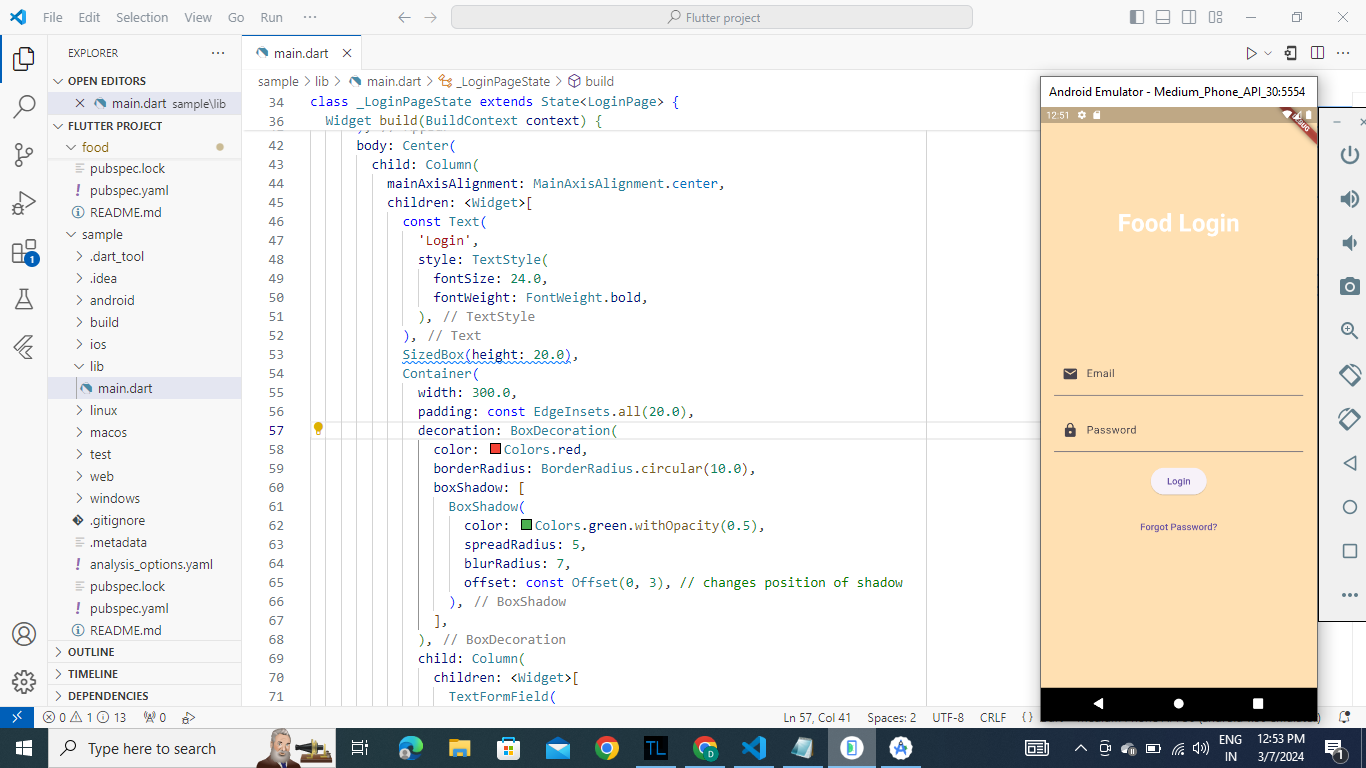 File Edit Selection View Go Run ··· Flutter project
EXPLORER
OPEN EDITORS
main.dart sample\lib
FLUTTER PROJECT
food
pubspec.lock
pubspec.yaml
README.md
sample
.dart_tool
.idea
android
build
ios
lib
main.dart
linux
macos
test
web
windows
.gitignore
.metadata
analysis_options.yaml
pubspec.lock
pubspec.yaml
README.md
OUTLINE
TIMELINE
DEPENDENCIES
1
main.dart
sample > lib > main.dart > _LoginPageState > build
34 class _LoginPageState extends State<LoginPage> {
36 Widget build(BuildContext context) {
42 body: Center(
43 child: Column(
44 mainAxisAlignment: MainAxisAlignment.center,
45 children: <Widget>[
46 const Text(
47 'Login',
48 style: TextStyle(
49 fontSize: 24.0,
50 fontWeight: FontWeight.bold,
51 ), // TextStyle
52 ), // Text
53 SizedBox(height: 20.0),
54 Container(
55 width: 300.0,
56 padding: const EdgeInsets.all(20.0),
57 decoration: BoxDecoration(
58 color: Colors.red,
59 borderRadius: BorderRadius.circular(10.0),
60 boxShadow: [
61 BoxShadow(
62 color: Colors.green.withOpacity(0.5),
63 spreadRadius: 5,
64 blurRadius: 7,
65 offset: const Offset(0, 3), // changes position of shadow
66 ), // BoxShadow
67 ],
68 ), // BoxDecoration
69 child: Column(
70 children: <Widget>[
71 TextFormField(
Android Emulator - Medium_Phone_API_30:5554
12:51
Food Login
Email
Password
Login
Forgot Password?
0 1 13 0 Ln 57, Col 41 Spaces: 2 UTF-8 CRLF { }
Type here to search
TL
D
ENG
IN
12:53 PM
3/7/2024
1